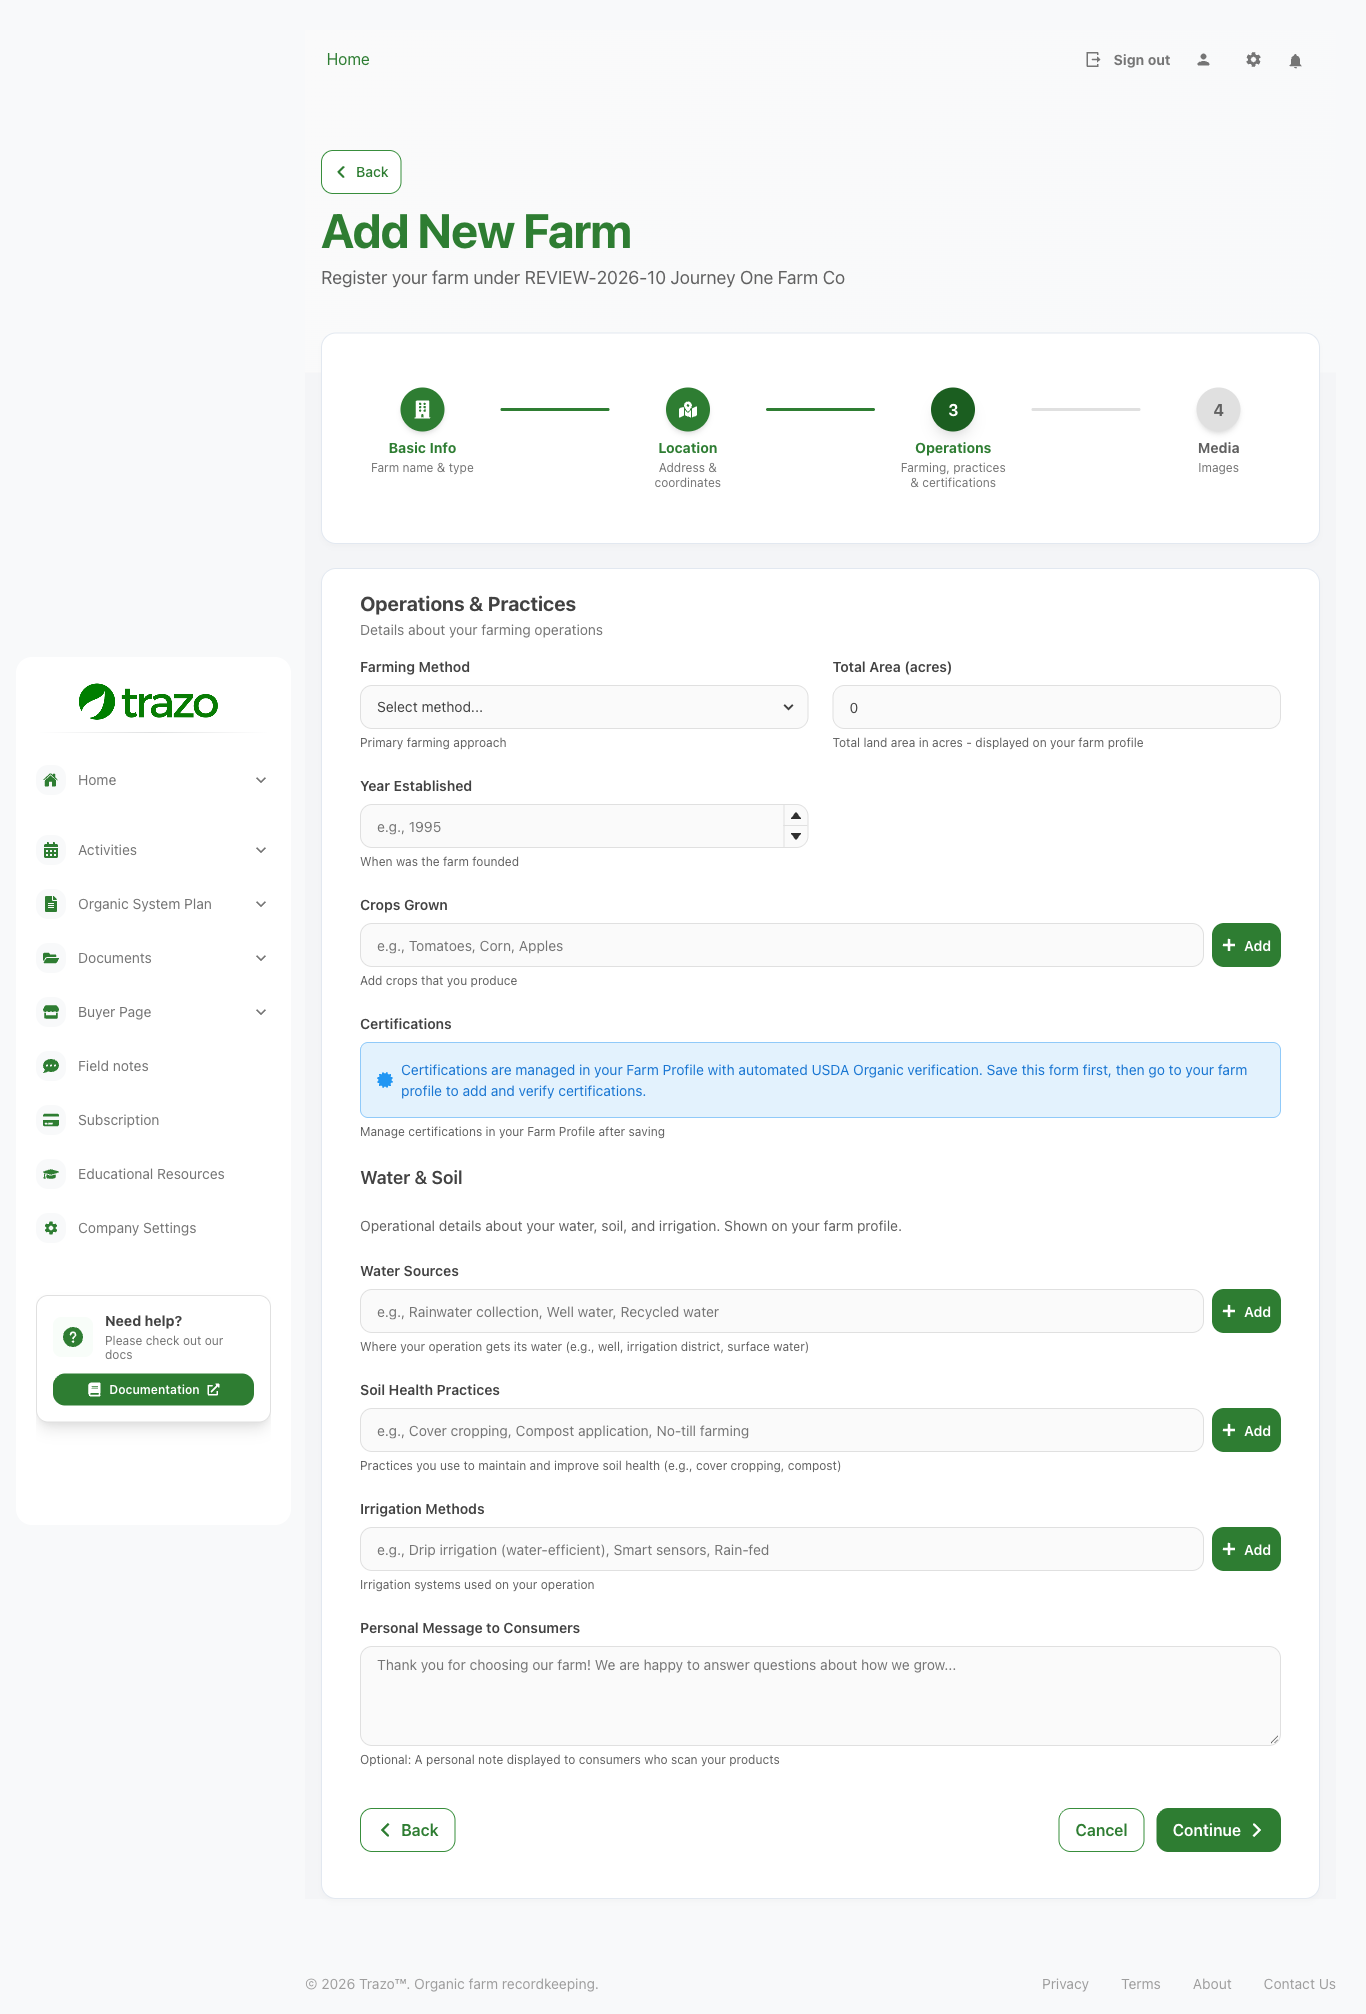 Home
Sign out
Back
Add New Farm
Register your farm under REVIEW-2026-10 Journey One Farm Co
Basic Info
Farm name & type
Location
Address &
coordinates
3
Operations
Farming, practices
& certifications
4
Media
Images
trazo
Home
Activities
Organic System Plan
Documents
Buyer Page
Field notes
Subscription
Educational Resources
Company Settings
Need help?
Please check out our
docs
Documentation
Operations & Practices
Details about your farming operations
Farming Method
Select method...
Primary farming approach
Total Area (acres)
0
Total land area in acres - displayed on your farm profile
Year Established
e.g., 1995
When was the farm founded
Crops Grown
e.g., Tomatoes, Corn, Apples
Add
Add crops that you produce
Certifications
Certifications are managed in your Farm Profile with automated USDA Organic verification. Save this form first, then go to your farm
profile to add and verify certifications.
Manage certifications in your Farm Profile after saving
Water & Soil
Operational details about your water, soil, and irrigation. Shown on your farm profile.
Water Sources
e.g., Rainwater collection, Well water, Recycled water
Add
Where your operation gets its water (e.g., well, irrigation district, surface water)
Soil Health Practices
e.g., Cover cropping, Compost application, No-till farming
Add
Practices you use to maintain and improve soil health (e.g., cover cropping, compost)
Irrigation Methods
e.g., Drip irrigation (water-efficient), Smart sensors, Rain-fed
Add
Irrigation systems used on your operation
Personal Message to Consumers
Thank you for choosing our farm! We are happy to answer questions about how we grow...
Optional: A personal note displayed to consumers who scan your products
Back
Cancel
Continue
© 2026 Trazo™. Organic farm recordkeeping.
Privacy
Terms
About
Contact Us